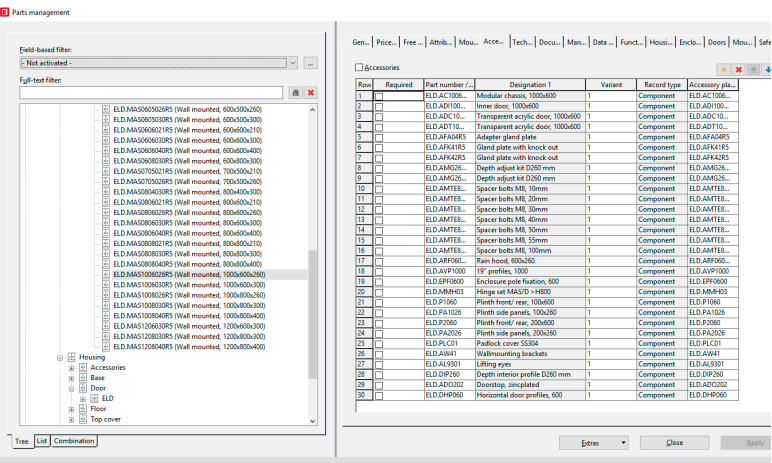 Parts management
Field-based filter:
- Not activated -
...
Full-text filter:
ELD.MAS0605026R5 (Wall mounted, 600x500x260)
ELD.MAS0605030R5 (Wall mounted, 600x500x300)
ELD.MAS0606021R5 (Wall mounted, 600x600x210)
ELD.MAS0606030R5 (Wall mounted, 600x600x300)
ELD.MAS0606040R5 (Wall mounted, 600x600x400)
ELD.MAS0608030R5 (Wall mounted, 600x800x300)
ELD.MAS0705021R5 (Wall mounted, 700x500x210)
ELD.MAS0705026R5 (Wall mounted, 700x500x260)
ELD.MAS0804030R5 (Wall mounted, 800x400x300)
ELD.MAS0806021R5 (Wall mounted, 800x600x210)
ELD.MAS0806026R5 (Wall mounted, 800x600x260)
ELD.MAS0806030R5 (Wall mounted, 800x600x300)
ELD.MAS0806040R5 (Wall mounted, 800x600x400)
ELD.MAS0808021R5 (Wall mounted, 800x800x210)
ELD.MAS0808030R5 (Wall mounted, 800x800x300)
ELD.MAS0808040R5 (Wall mounted, 800x800x400)
ELD.MAS1006026R5 (Wall mounted, 1000x600x260)
ELD.MAS1006030R5 (Wall mounted, 1000x600x300)
ELD.MAS1008026R5 (Wall mounted, 1000x800x260)
ELD.MAS1008030R5 (Wall mounted, 1000x800x300)
ELD.MAS1008040R5 (Wall mounted, 1000x800x400)
ELD.MAS1206030R5 (Wall mounted, 1200x600x300)
ELD.MAS1208030R5 (Wall mounted, 1200x800x300)
ELD.MAS1208040R5 (Wall mounted, 1200x800x400)
Housing
Accessories
Base
Door
ELD
Floor
Top cover
Tree List Combination
Gen... Price... Free ... Attrib... Mou... Acce... Tech... Docu... Man... Data ... Funct... Housi... Enclo... Doors Mou... Safe
Accessories
Row Required Part number /... Designation 1 Variant Record type Accessory pla...
1 ELD.AC1006... Modular chassis, 1000x600 1 Component ELD.AC1006...
2 ELD.ADI100... Inner door, 1000x600 1 Component ELD.ADI100...
3 ELD.ADC10... Transparent acrylic door, 1000x600 1 Component ELD.ADC10...
4 ELD.ADT10... Transparent acrylic door, 1000x600 1 Component ELD.ADT10...
5 ELD.AFA04R5 Adapter gland plate 1 Component ELD.AFA04R5
6 ELD.AFK41R5 Gland plate with knock out 1 Component ELD.AFK41R5
7 ELD.AFK42R5 Gland plate with knock out 1 Component ELD.AFK42R5
8 ELD.AMG26... Depth adjust kit D260 mm 1 Component ELD.AMG26...
9 ELD.AMG26... Depth adjust kit D260 mm 1 Component ELD.AMG26...
10 ELD.AMTE8... Spacer bolts M8, 10mm 1 Component ELD.AMTE8...
11 ELD.AMTE8... Spacer bolts M8, 20mm 1 Component ELD.AMTE8...
12 ELD.AMTE8... Spacer bolts M8, 30mm 1 Component ELD.AMTE8...
13 ELD.AMTE8... Spacer bolts M8, 40mm 1 Component ELD.AMTE8...
14 ELD.AMTE8... Spacer bolts M8, 50mm 1 Component ELD.AMTE8...
15 ELD.AMTE8... Spacer bolts M8, 55mm 1 Component ELD.AMTE8...
16 ELD.AMTE8... Spacer bolts M8, 100mm 1 Component ELD.AMTE8...
17 ELD.ARF060... Rain hood, 600x260 1 Component ELD.ARF060...
18 ELD.AVP1000 19" profiles, 1000 1 Component ELD.AVP1000
19 ELD.EPF0600 Enclosure pole fixation, 600 1 Component ELD.EPF0600
20 ELD.MMH03 Hinge set MAS/D >H800 1 Component ELD.MMH03
21 ELD.P1060 Plinth front/ rear, 100x600 1 Component ELD.P1060
22 ELD.PA1026 Plinth side panels, 100x260 1 Component ELD.PA1026
23 ELD.P2060 Plinth front/ rear, 200x600 1 Component ELD.P2060
24 ELD.PA2026 Plinth side panels, 200x260 1 Component ELD.PA2026
25 ELD.PLC01 Padlock cover SS304 1 Component ELD.PLC01
26 ELD.AW41 Wallmounting brackets 1 Component ELD.AW41
27 ELD.AL9301 Lifting eyes 1 Component ELD.AL9301
28 ELD.DIP260 Depth interior profile D260 mm 1 Component ELD.DIP260
29 ELD.ADO202 Doorstop, zincplated 1 Component ELD.ADO202
30 ELD.DHP060 Horizontal door profiles, 600 1 Component ELD.DHP060
Extras Close Apply